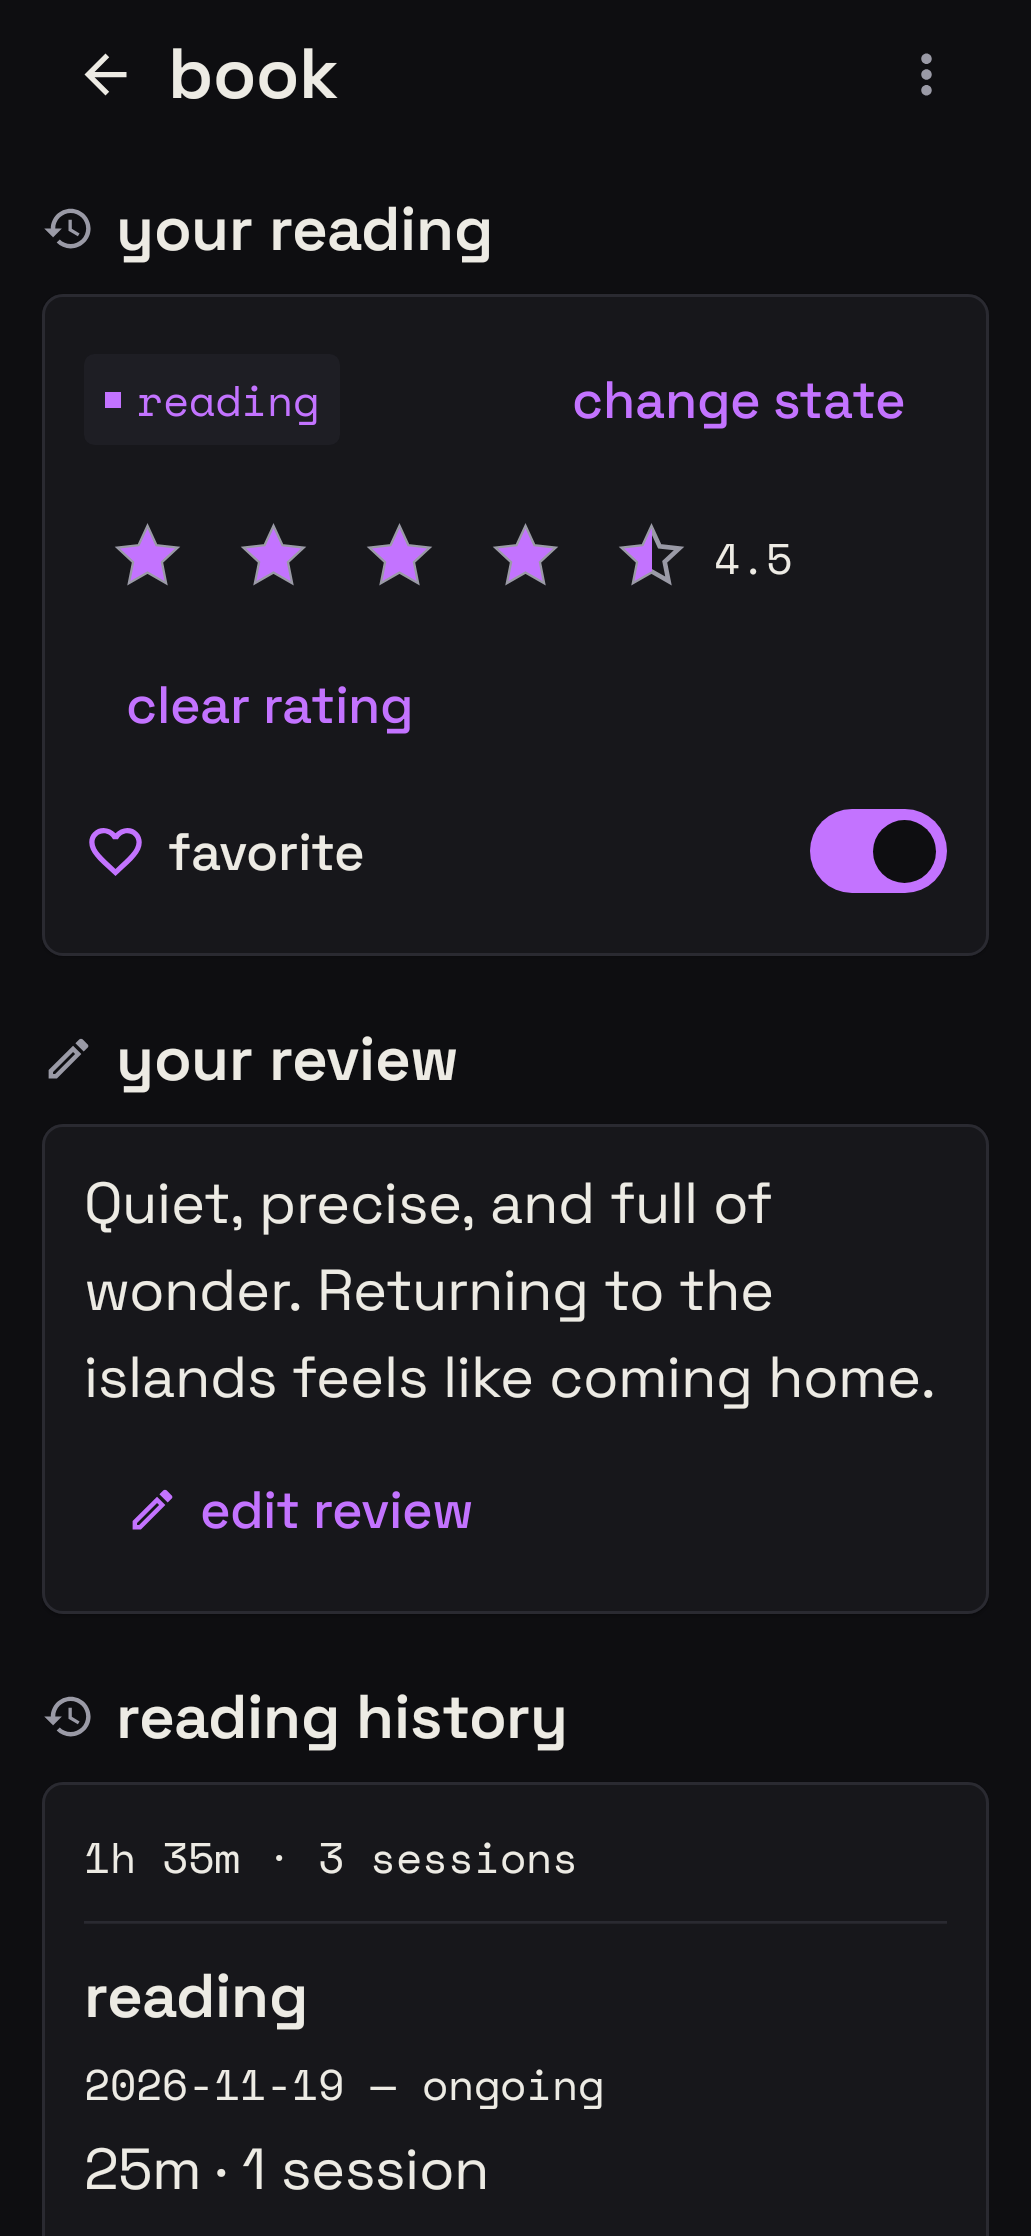 book
your reading
reading
change state
4.5
clear rating
favorite
your review
Quiet, precise, and full of
wonder. Returning to the
islands feels like coming home.
edit review
reading history
1h 35m · 3 sessions
reading
2026-11-19 — ongoing
25m · 1 session